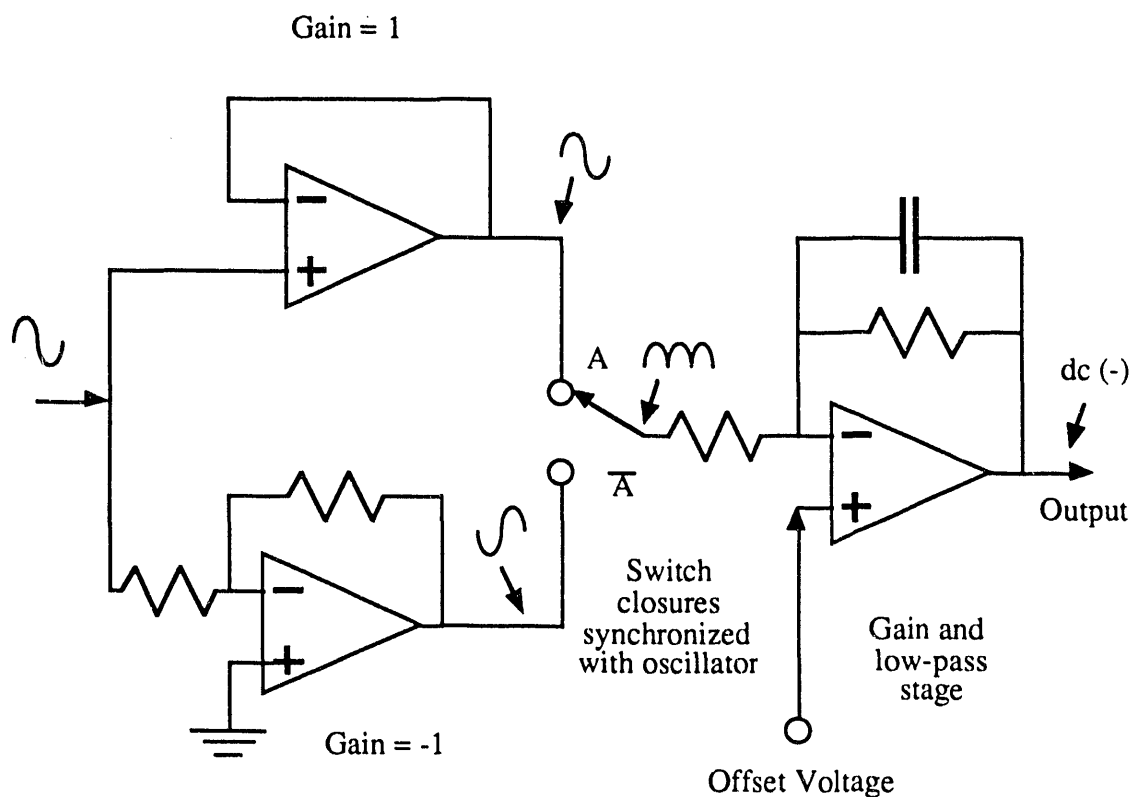 Gain = 1
A
A
dc (-)
Output
Switch
closures
synchronized
with oscillator
Gain and
low-pass
stage
Gain = -1
Offset Voltage